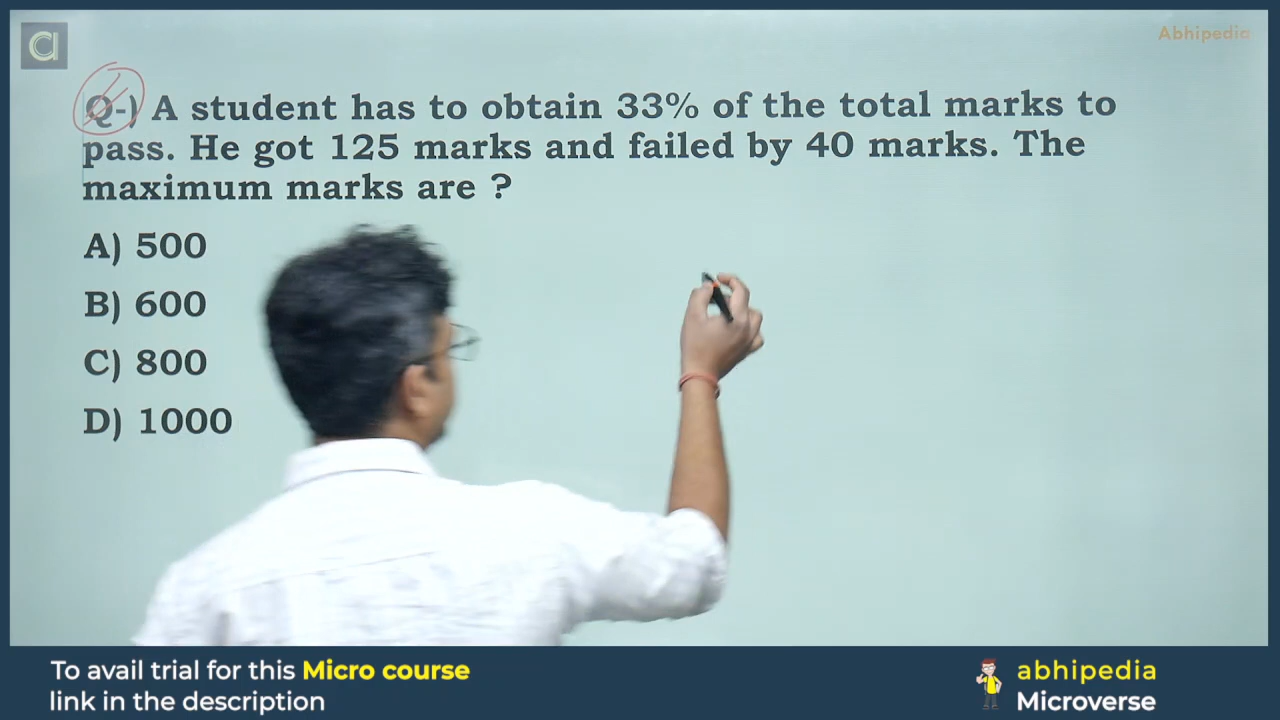 Abhipedia
Q-) A student has to obtain 33% of the total marks to
pass. He got 125 marks and failed by 40 marks. The
maximum marks are ?
A) 500
B) 600
C) 800
D) 1000
To avail trial for this Micro course
link in the description
abhipedia
Microverse